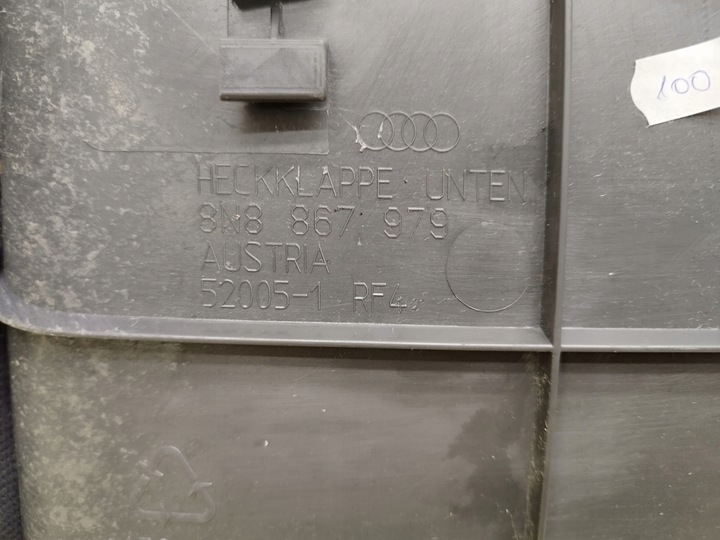 100
HECKKLAPPE UNTEN
8N8 867 979
AUSTRIA
52005-1 RF4